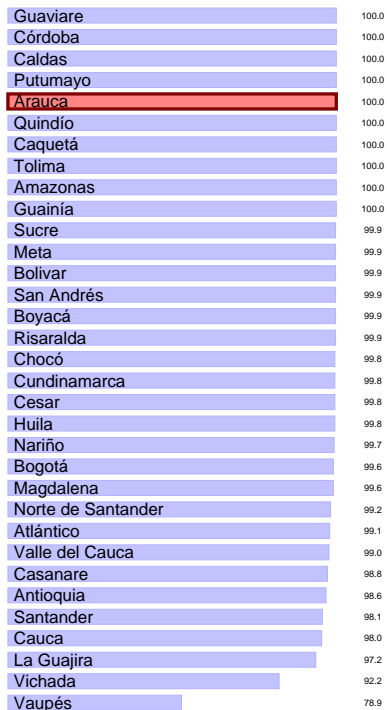 Guaviare 100.0
Córdoba 100.0
Caldas 100.0
Putumayo 100.0
Arauca 100.0
Quindío 100.0
Caquetá 100.0
Tolima 100.0
Amazonas 100.0
Guainía 100.0
Sucre 99.9
Meta 99.9
Bolivar 99.9
San Andrés 99.9
Boyacá 99.9
Risaralda 99.9
Chocó 99.8
Cundinamarca 99.8
Cesar 99.8
Huila 99.8
Nariño 99.7
Bogotá 99.6
Magdalena 99.6
Norte de Santander 99.2
Atlántico 99.1
Valle del Cauca 99.0
Casanare 98.8
Antioquia 98.6
Santander 98.1
Cauca 98.0
La Guajira 97.2
Vichada 92.2
Vaupés 78.9